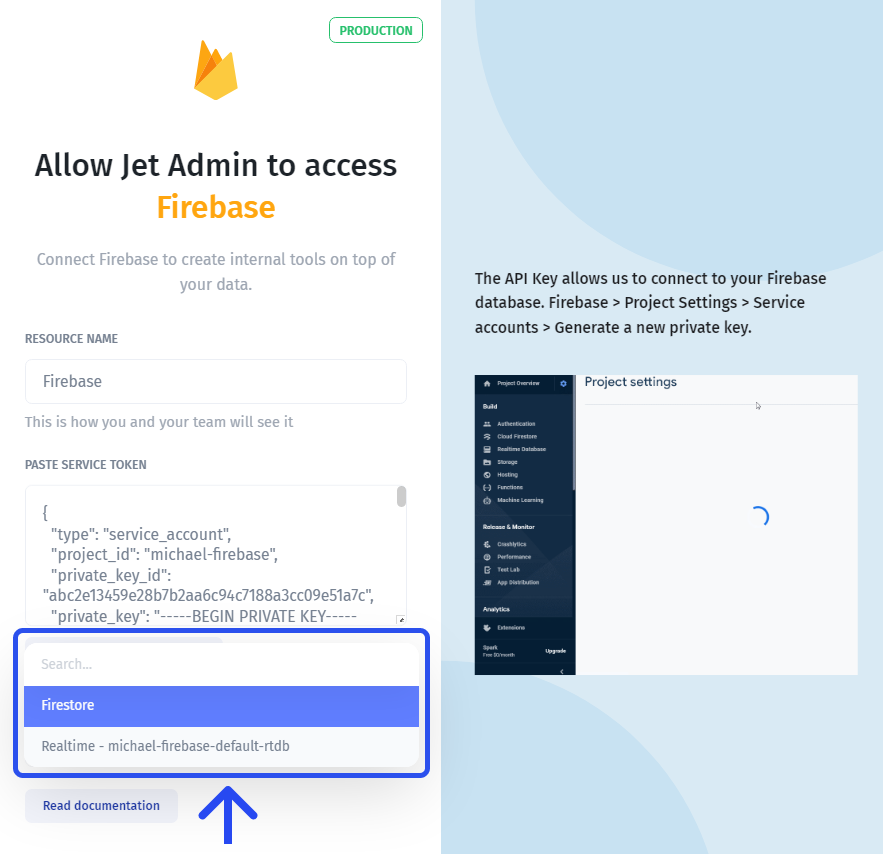 PRODUCTION
Allow Jet Admin to access
Firebase
Connect Firebase to create internal tools on top of
your data.
RESOURCE NAME
Firebase
This is how you and your team will see it
PASTE SERVICE TOKEN
{
"type": "service_account",
"project_id": "michael-firebase",
"private_key_id":
"abc2e13459e28b7b2aa6c94c7188a3cc09e51a7c",
"private_key": "-----BEGIN PRIVATE KEY-----
Search...
Firestore
Realtime - michael-firebase-default-rtdb
Read documentation
The API Key allows us to connect to your Firebase
database. Firebase > Project Settings > Service
accounts > Generate a new private key.
Project Overview
Project settings
Build
Authentication
Cloud Firestore
Realtime Database
Storage
Hosting
Functions
Machine Learning
Release & Monitor
Crashlytics
Performance
Test Lab
App Distribution
Analytics
Extensions
Spark
Free $0/month
Upgrade